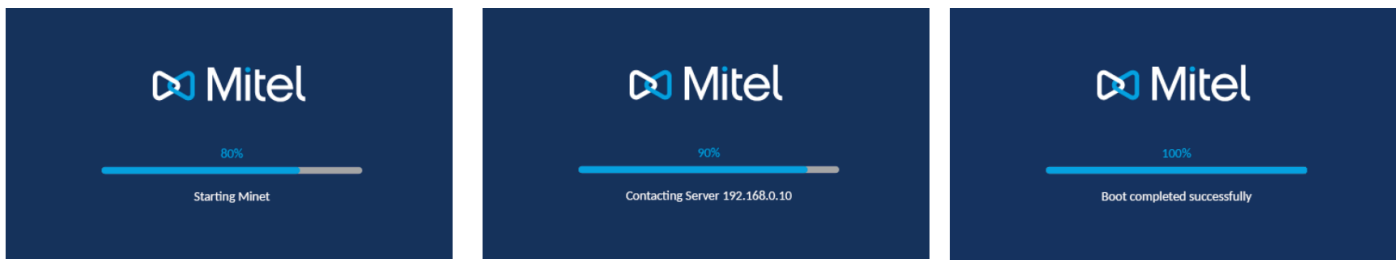 Mitel
80%
Starting Minet
Mitel
90%
Contacting Server 192.168.0.10
Mitel
100%
Boot completed successfully